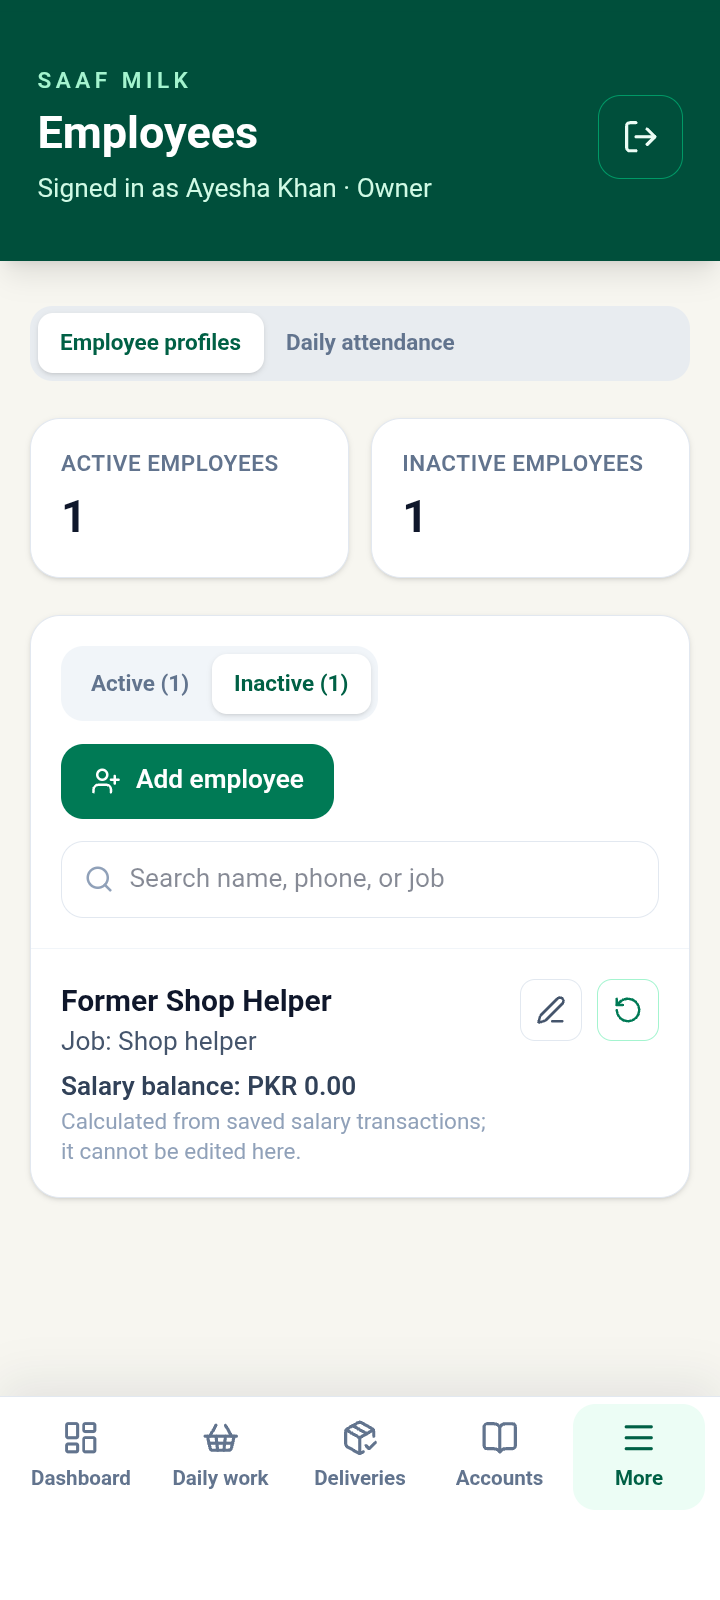 SAAF MILK
Employees
Signed in as Ayesha Khan · Owner
Employee profiles
Daily attendance
ACTIVE EMPLOYEES
1
INACTIVE EMPLOYEES
1
Active (1)
Inactive (1)
Add employee
Search name, phone, or job
Former Shop Helper
Job: Shop helper
Salary balance: PKR 0.00
Calculated from saved salary transactions;
it cannot be edited here.
Dashboard
Daily work
Deliveries
Accounts
More